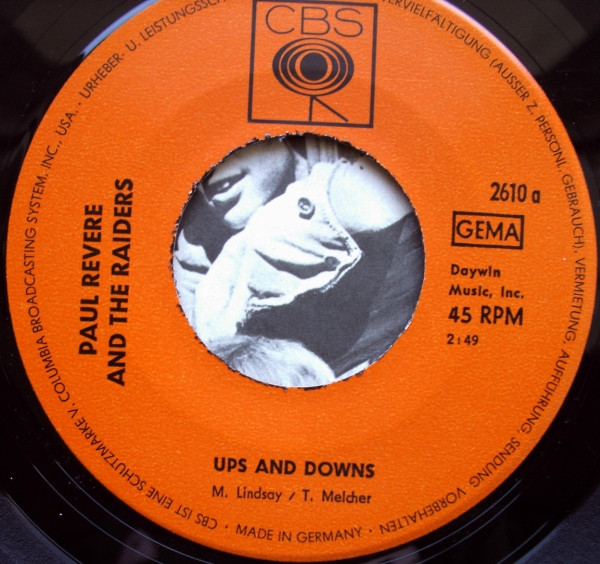 CBS
2610 a
GEMA
Daywin
Music, Inc.
45 RPM
2:49
PAUL REVERE
AND THE RAIDERS
UPS AND DOWNS
M. Lindsay / T. Melcher
· URHEBER- U. LEISTUNGSSCH
VERVIELFÄLTIGUNG (AUSSER Z. PERSÖNL. GEBRAUCH), VERMIETUNG, AUFFÜHRUNG, SENDUNG VORBEHALTEN
· MADE IN GERMANY ·
CBS IST EINE SCHUTZMARKE V. COLUMBIA BROADCASTING SYSTEM, INC., USA.